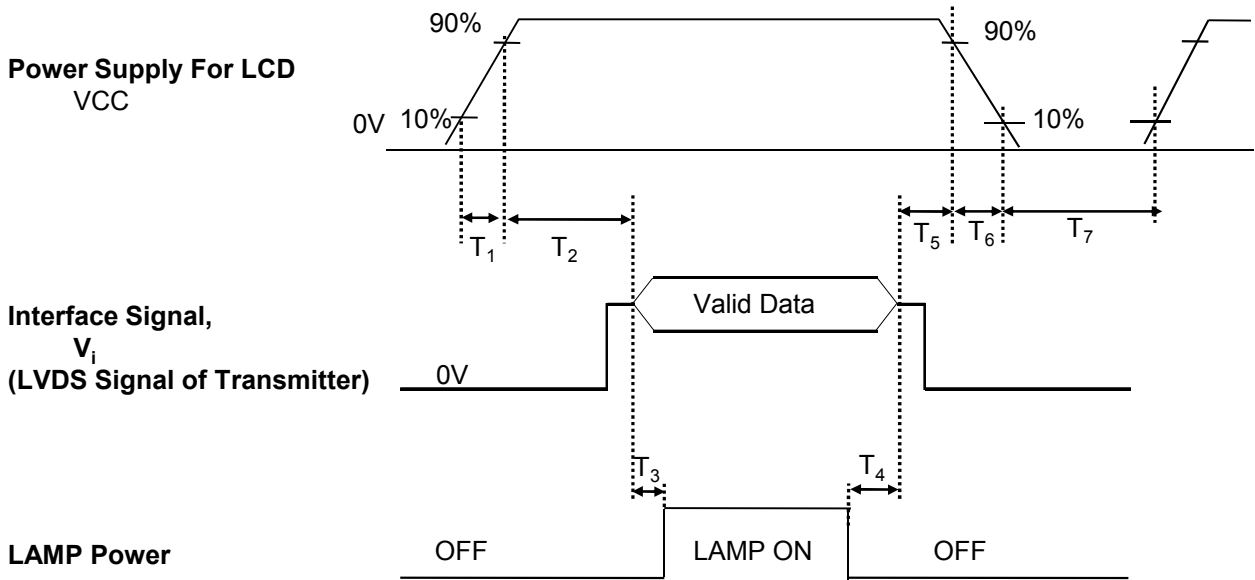 90%
90%
Power Supply For LCD
VCC
0V
10%
10%
T₁
T₂
T₅
T₆
T₇
Valid Data
Interface Signal,
Vᵢ
(LVDS Signal of Transmitter)
0V
T₃
T₄
LAMP Power
OFF
LAMP ON
OFF